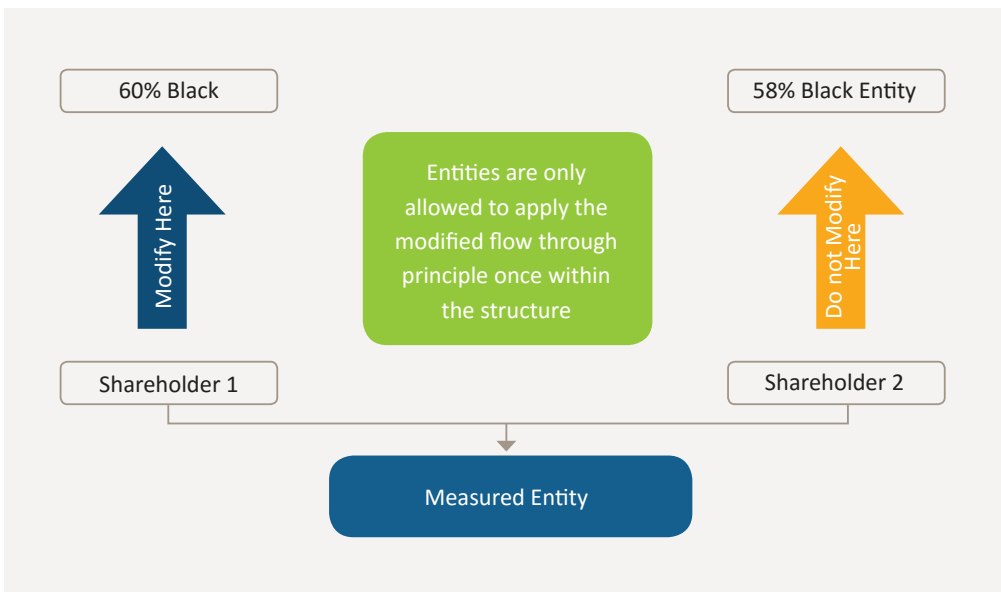 60% Black
58% Black Entity
Modify Here
Entities are only
allowed to apply the
modified flow through
principle once within
the structure
Do not Modify
Here
Shareholder 1
Shareholder 2
Measured Entity